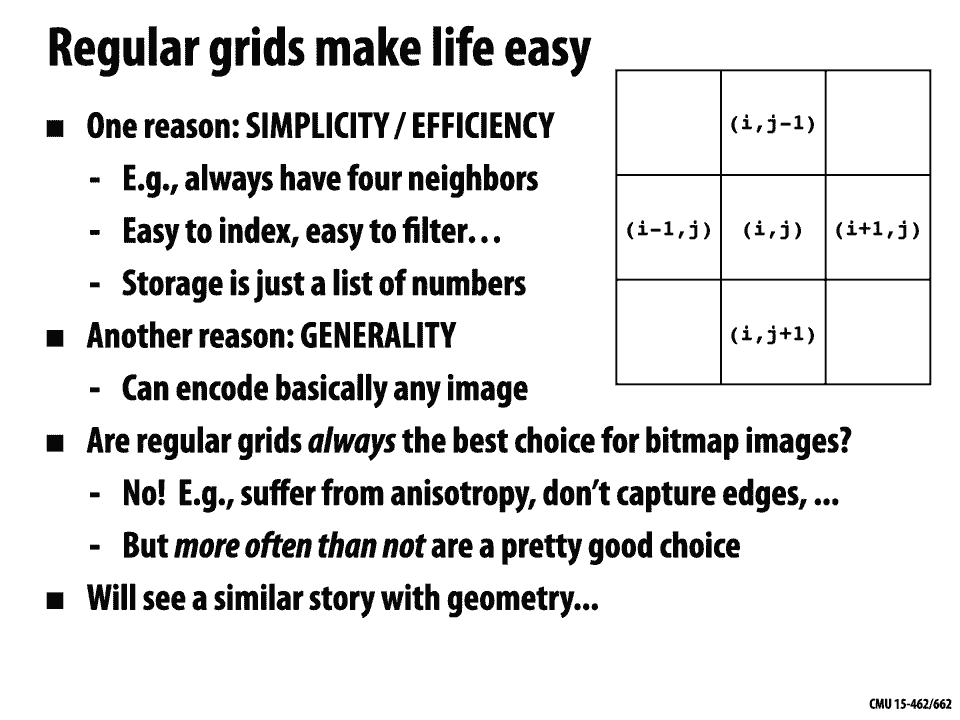 Regular grids make life easy
■ One reason: SIMPLICITY / EFFICIENCY
- E.g., always have four neighbors
- Easy to index, easy to filter…
- Storage is just a list of numbers
■ Another reason: GENERALITY
- Can encode basically any image
■ Are regular grids always the best choice for bitmap images?
- No! E.g., suffer from anisotropy, don’t capture edges, ...
- But more often than not are a pretty good choice
■ Will see a similar story with geometry...
(i,j-1)
(i-1,j) (i,j) (i+1,j)
(i,j+1)
CMU 15-462/662